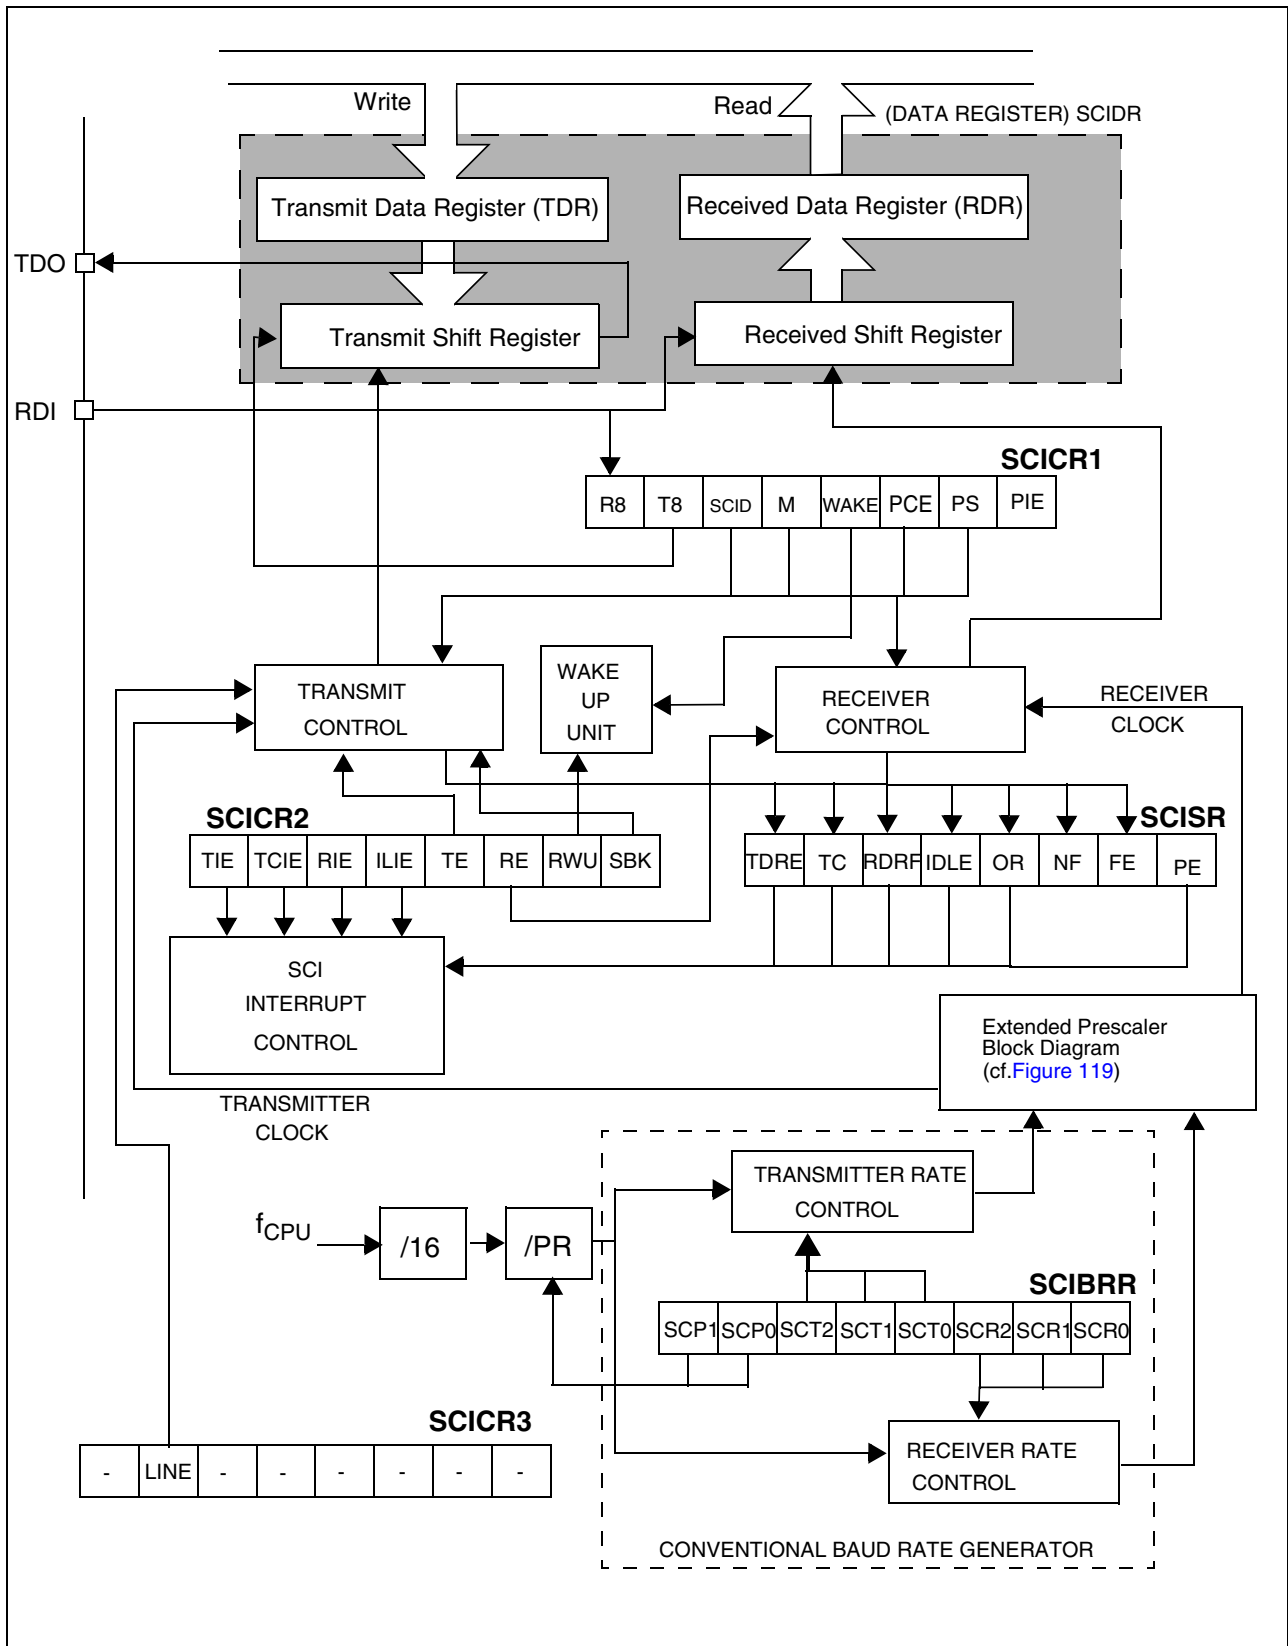 Write
Read
(DATA REGISTER) SCIDR
Transmit Data Register (TDR)
Received Data Register (RDR)
TDO
Transmit Shift Register
Received Shift Register
RDI
SCICR1
R8 T8 SCID M WAKE PCE PS PIE
TRANSMIT
CONTROL
WAKE
UP
UNIT
RECEIVER
CONTROL
RECEIVER
CLOCK
SCICR2
TIE TCIE RIE ILIE TE RE RWU SBK
SCISR
TDRE TC RDRF IDLE OR NF FE PE
SCI
INTERRUPT
CONTROL
Extended Prescaler
Block Diagram
(cf.Figure 119)
TRANSMITTER
CLOCK
TRANSMITTER RATE
CONTROL
fCPU
/16
/PR
SCIBRR
SCP1 SCP0 SCT2 SCT1 SCT0 SCR2 SCR1 SCR0
SCICR3
- LINE - - - - - -
RECEIVER RATE
CONTROL
CONVENTIONAL BAUD RATE GENERATOR